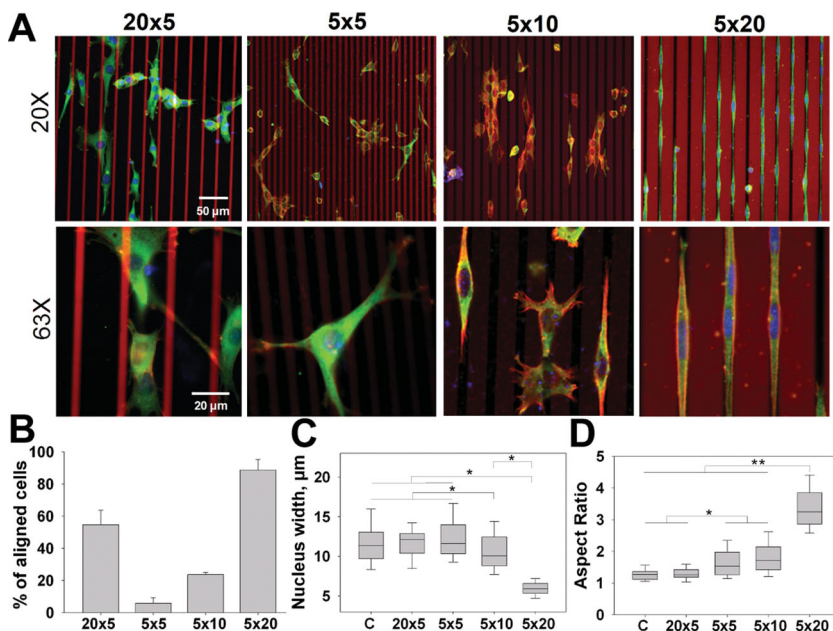 A
20x5 5x5 5x10 5x20
20X
50 µm
63X
20 µm
B
% of aligned cells
100
80
60
40
20
0
20x5 5x5 5x10 5x20
C
Nucleus width, µm
20
15
10
5
*
*
*
C 20x5 5x5 5x10 5x20
D
Aspect Ratio
5
4
3
2
1
0
**
*
C 20x5 5x5 5x10 5x20